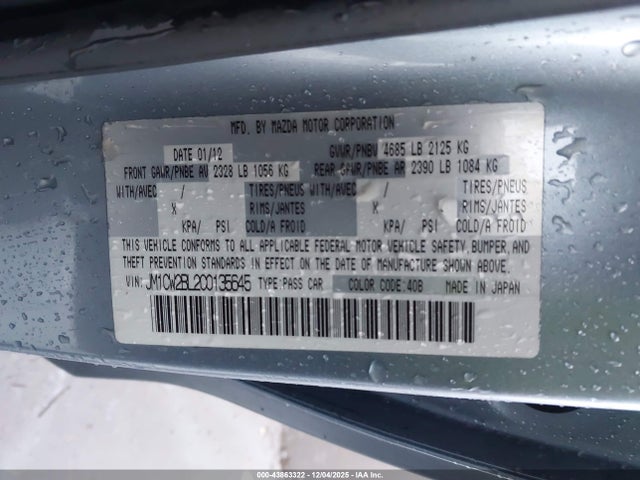 MFD. BY MAZDA MOTOR CORPORATION
DATE 01/12 GVWR/PNBV 4685 LB 2125 KG
FRONT GAWR/PNBE AV 2328 LB 1056 KG REAR GAWR/PNBE AR 2390 LB 1084 KG
WITH/AVEC / TIRES/PNEUS WITH/AVEC / TIRES/PNEUS
X RIMS/JANTES X RIMS/JANTES
KPA/ PSI COLD/A FROID KPA/ PSI COLD/A FROID
THIS VEHICLE CONFORMS TO ALL APPLICABLE FEDERAL MOTOR VEHICLE SAFETY, BUMPER, AND
THEFT PREVENTION STANDARDS IN EFFECT ON THE DATE OF MANUFACTURE SHOWN ABOVE.
VIN: JM1CW2BL2C0135645 TYPE:PASS CAR COLOR CODE:40B MADE IN JAPAN
000-43863322 - 12/04/2025 - IAAI, Inc.